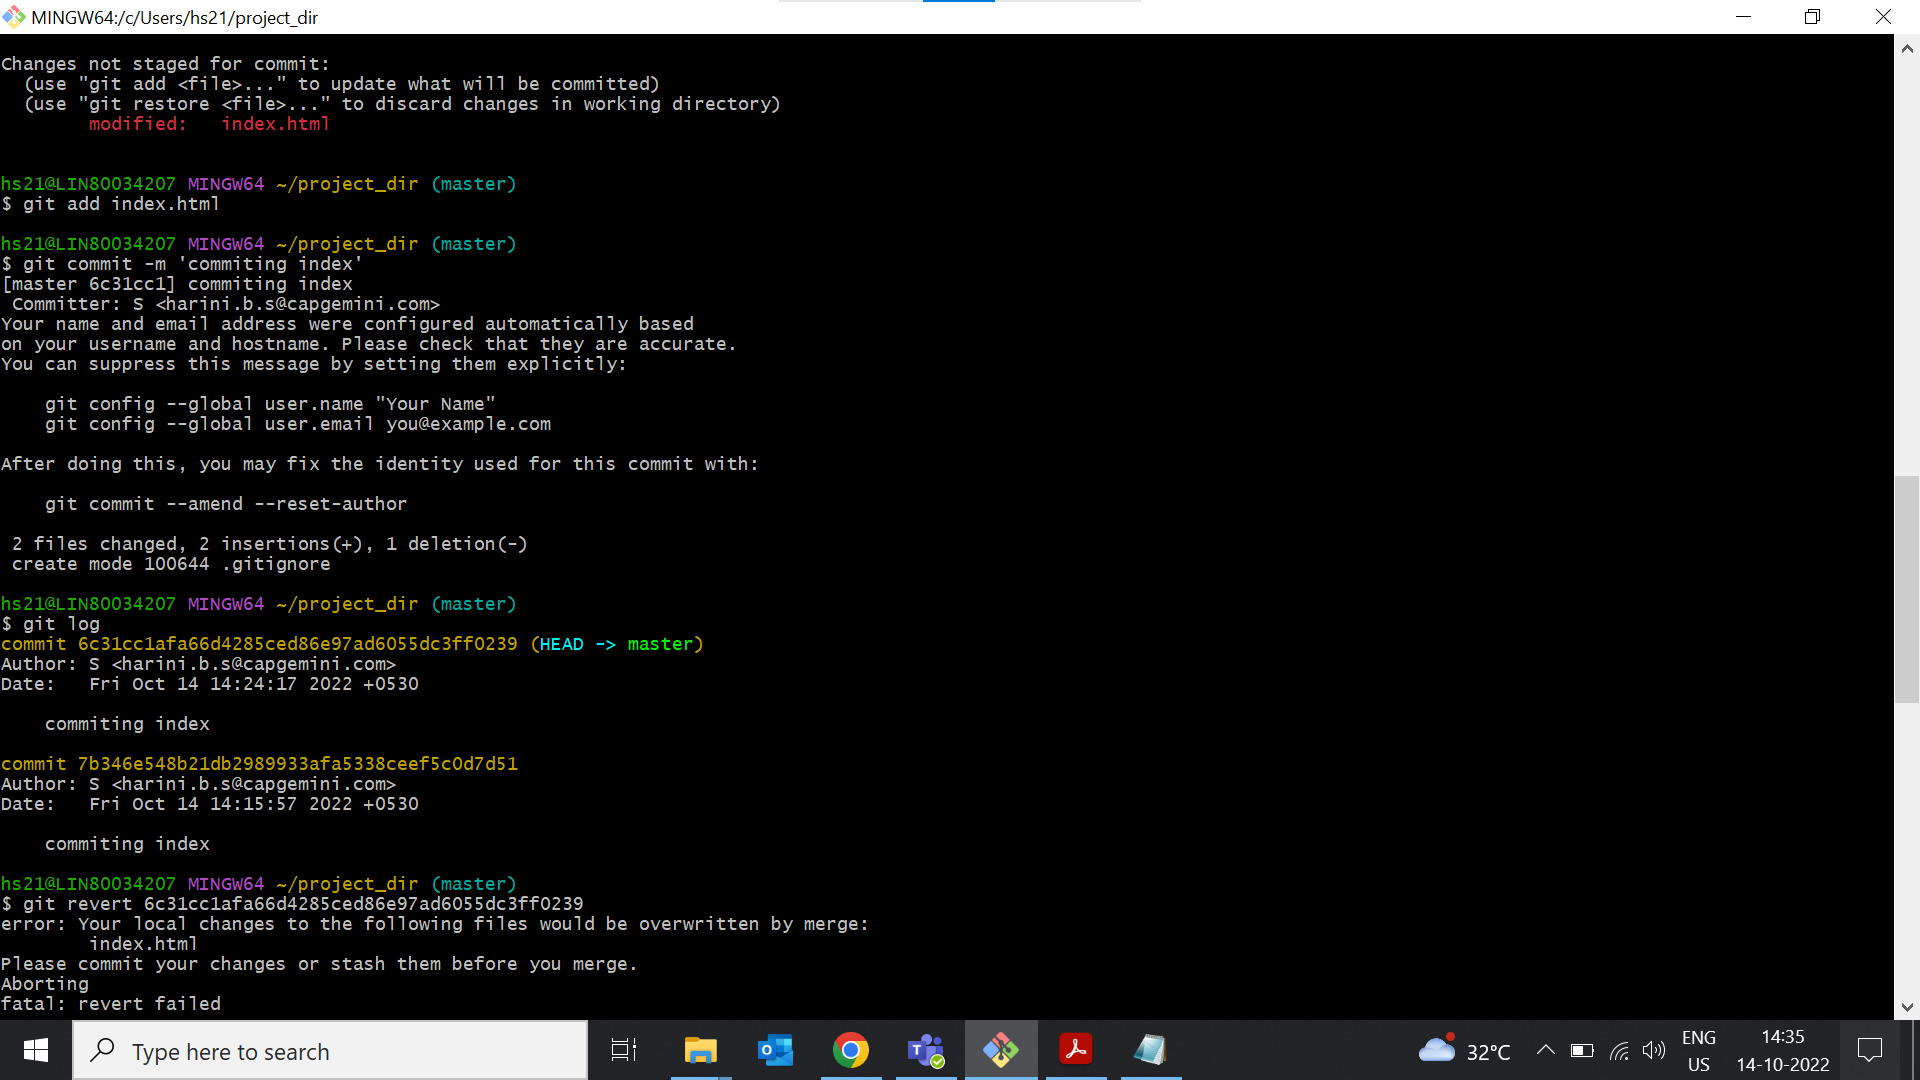 MINGW64:/c/Users/hs21/project_dir
Changes not staged for commit:
(use "git add <file>..." to update what will be committed)
(use "git restore <file>..." to discard changes in working directory)
modified:   index.html
hs21@LIN80034207 MINGW64 ~/project_dir (master)
$ git add index.html
hs21@LIN80034207 MINGW64 ~/project_dir (master)
$ git commit -m 'commiting index'
[master 6c31cc1] commiting index
Committer: S <harini.b.s@capgemini.com>
Your name and email address were configured automatically based
on your username and hostname. Please check that they are accurate.
You can suppress this message by setting them explicitly:
git config --global user.name "Your Name"
git config --global user.email you@example.com
After doing this, you may fix the identity used for this commit with:
git commit --amend --reset-author
2 files changed, 2 insertions(+), 1 deletion(-)
create mode 100644 .gitignore
hs21@LIN80034207 MINGW64 ~/project_dir (master)
$ git log
commit 6c31cc1afa66d4285ced86e97ad6055dc3ff0239 (HEAD -> master)
Author: S <harini.b.s@capgemini.com>
Date:   Fri Oct 14 14:24:17 2022 +0530
commiting index
commit 7b346e548b21db2989933afa5338ceef5c0d7d51
Author: S <harini.b.s@capgemini.com>
Date:   Fri Oct 14 14:15:57 2022 +0530
commiting index
hs21@LIN80034207 MINGW64 ~/project_dir (master)
$ git revert 6c31cc1afa66d4285ced86e97ad6055dc3ff0239
error: Your local changes to the following files would be overwritten by merge:
index.html
Please commit your changes or stash them before you merge.
Aborting
fatal: revert failed
Type here to search
32°C
ENG
US
14:35
14-10-2022